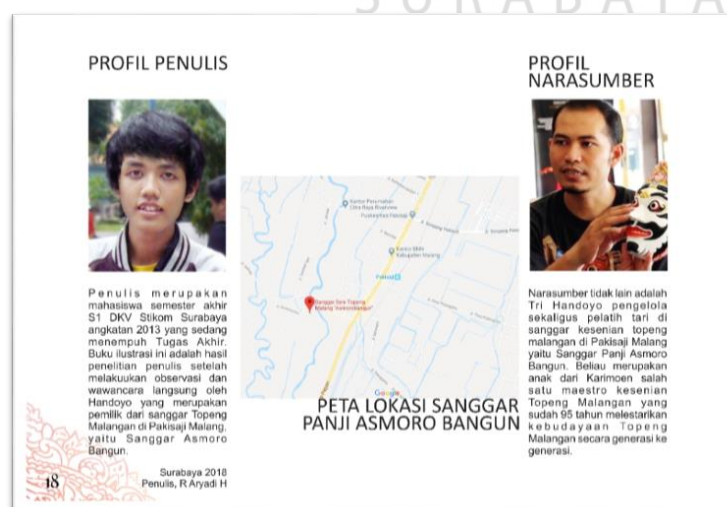 SURABAYA
PROFIL PENULIS
Penulis merupakan
mahasiswa semester akhir
S1 DKV Stikom Surabaya
angkatan 2013 yang sedang
menempuh Tugas Akhir.
Buku ilustrasi ini adalah hasil
penelitian penulis setelah
melakuukan observasi dan
wawancara langsung oleh
Handoyo yang merupakan
pemilik dari sanggar Topeng
Malangan di Pakisaji Malang,
yaitu Sanggar Asmoro
Bangun.
Surabaya 2018
Penulis, R Aryadi H
18
Google
PETA LOKASI SANGGAR
PANJI ASMORO BANGUN
PROFIL
NARASUMBER
Narasumber tidak lain adalah
Tri Handoyo pengelola
sekaligus pelatih tari di
sanggar kesenian topeng
malangan di Pakisaji Malang
yaitu Sanggar Panji Asmoro
Bangun. Beliau merupakan
anak dari Karimoen salah
satu maestro kesenian
Topeng Malangan yang
sudah 95 tahun melestarikan
kebudayaan Topeng
Malangan secara generasi ke
generasi.